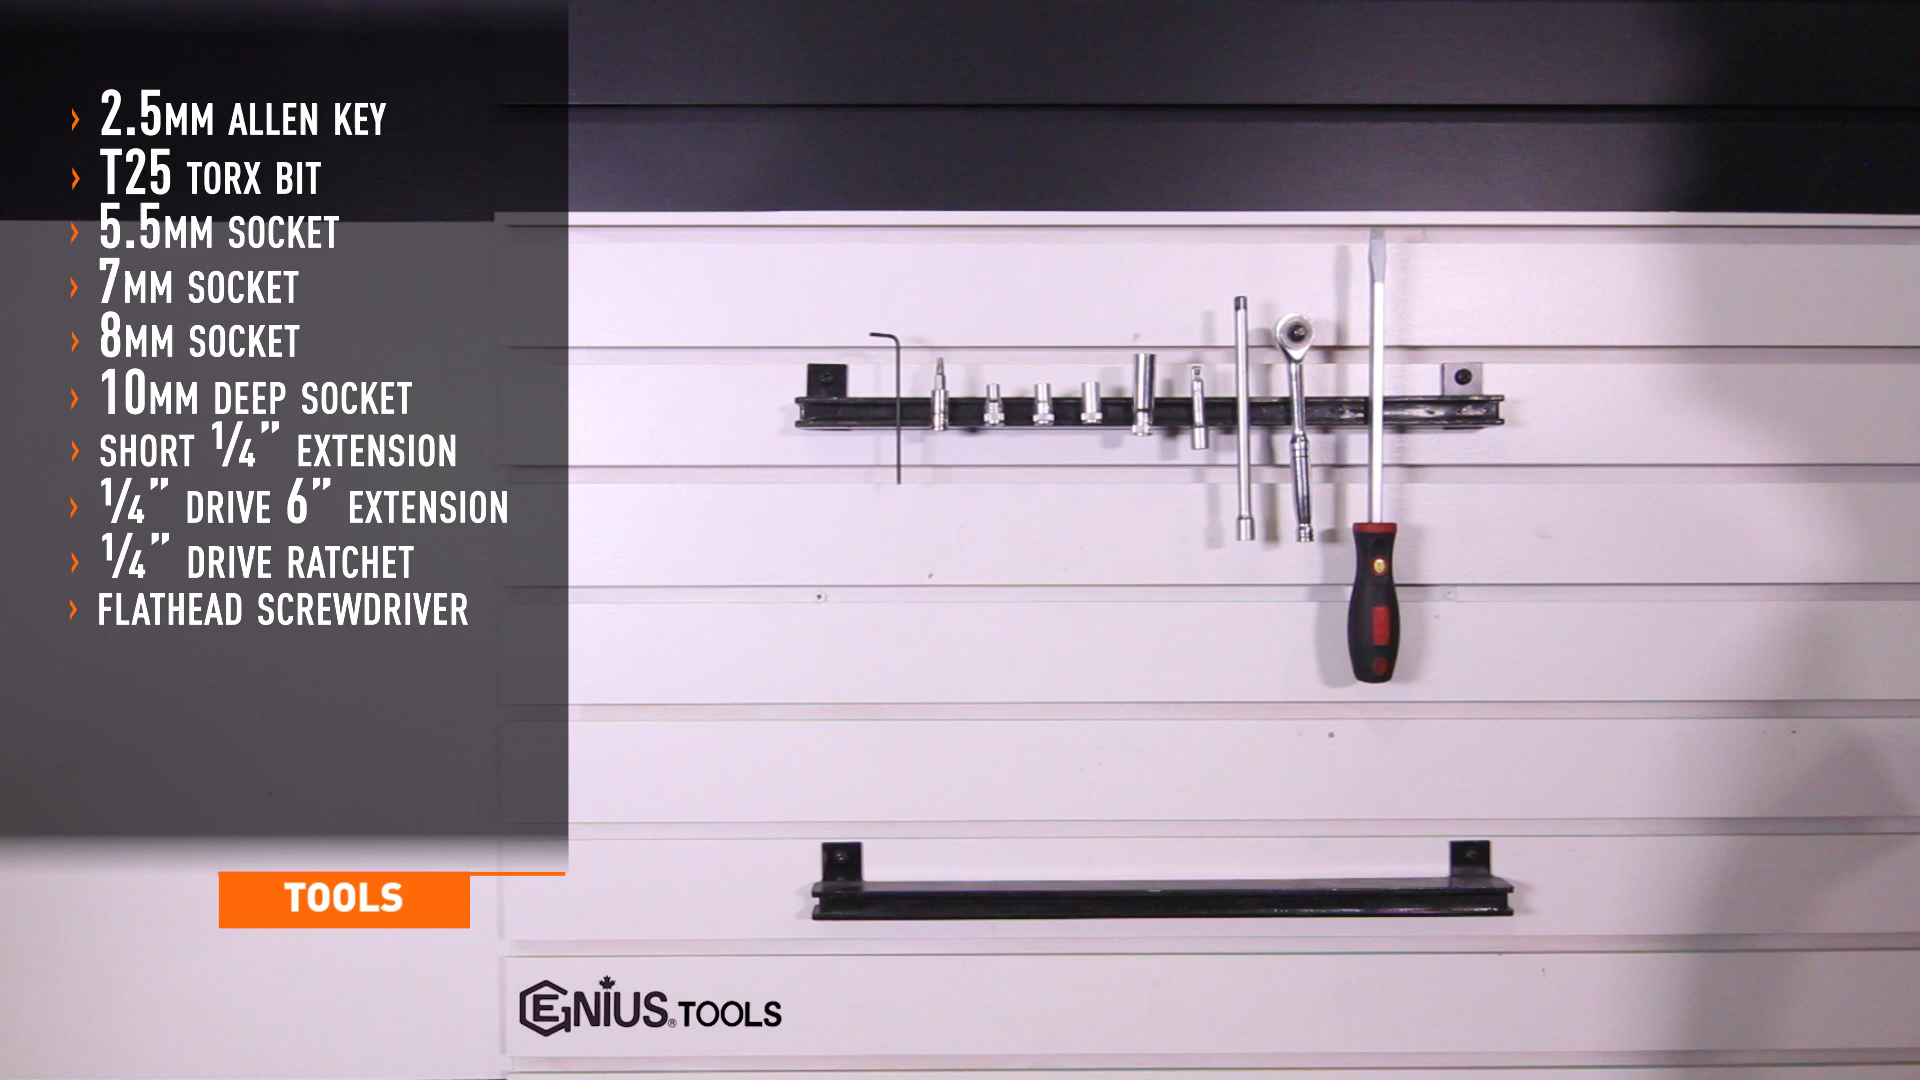 2.5MM ALLEN KEY
T25 TORX BIT
5.5MM SOCKET
7MM SOCKET
8MM SOCKET
10MM DEEP SOCKET
SHORT ¼” EXTENSION
¼” DRIVE 6” EXTENSION
¼” DRIVE RATCHET
FLATHEAD SCREWDRIVER
TOOLS
GENIUS® TOOLS